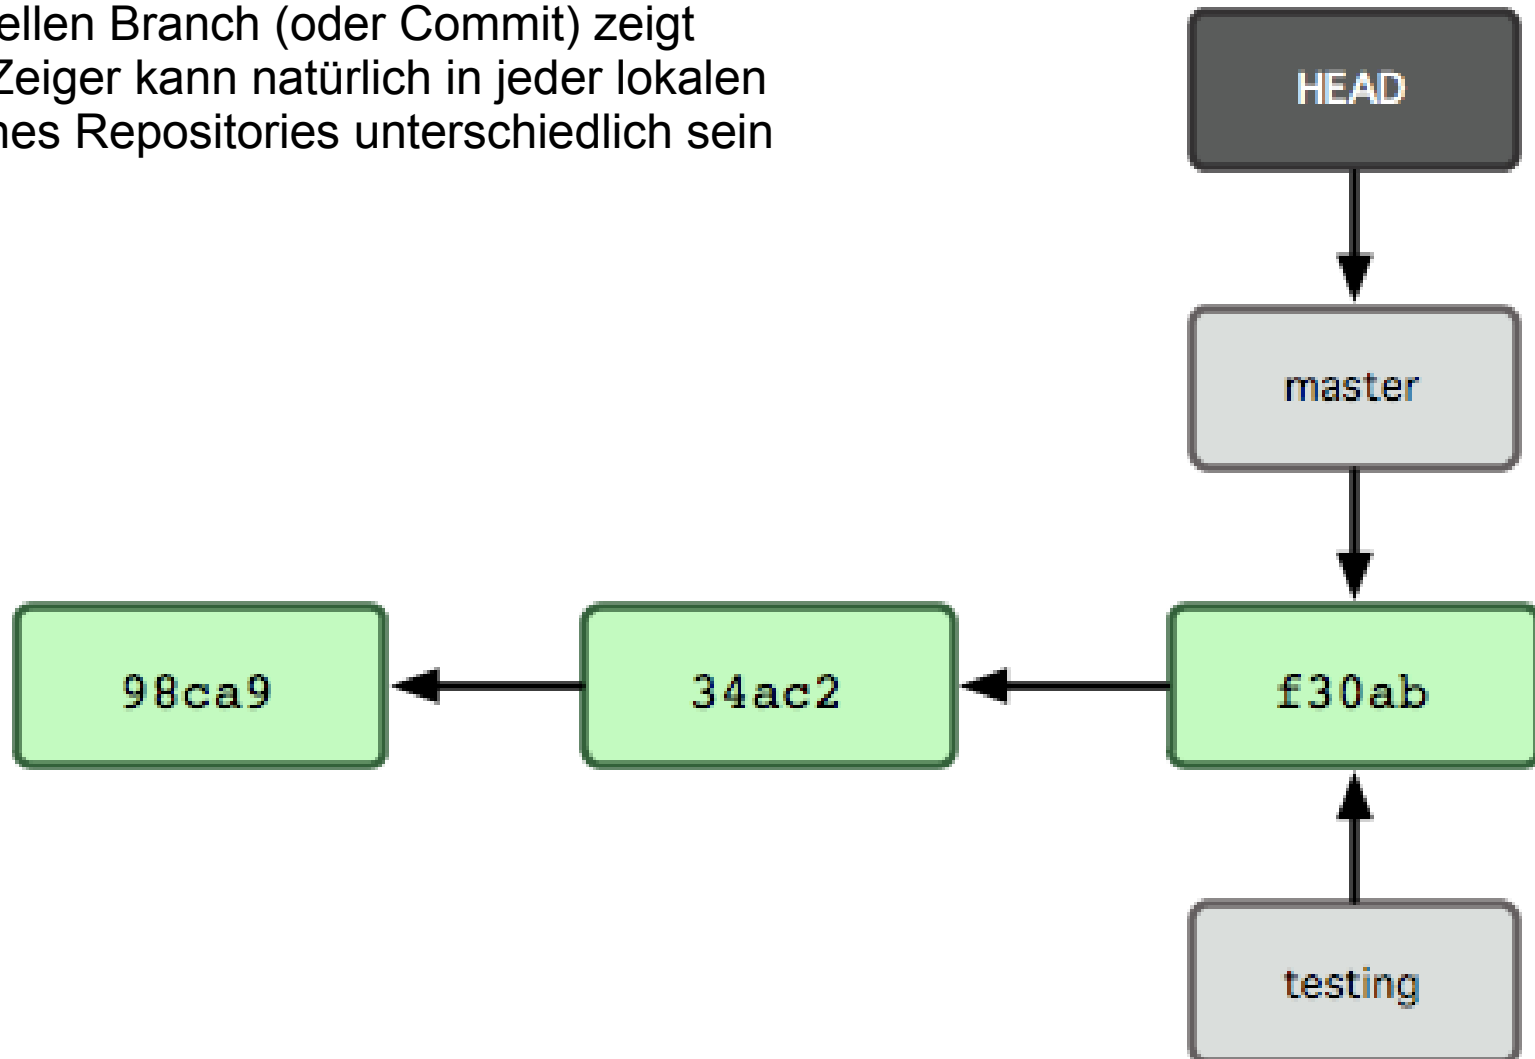 ellen Branch (oder Commit) zeigt
Zeiger kann natürlich in jeder lokalen
nes Repositories unterschiedlich sein
HEAD
master
98ca9
34ac2
f30ab
testing